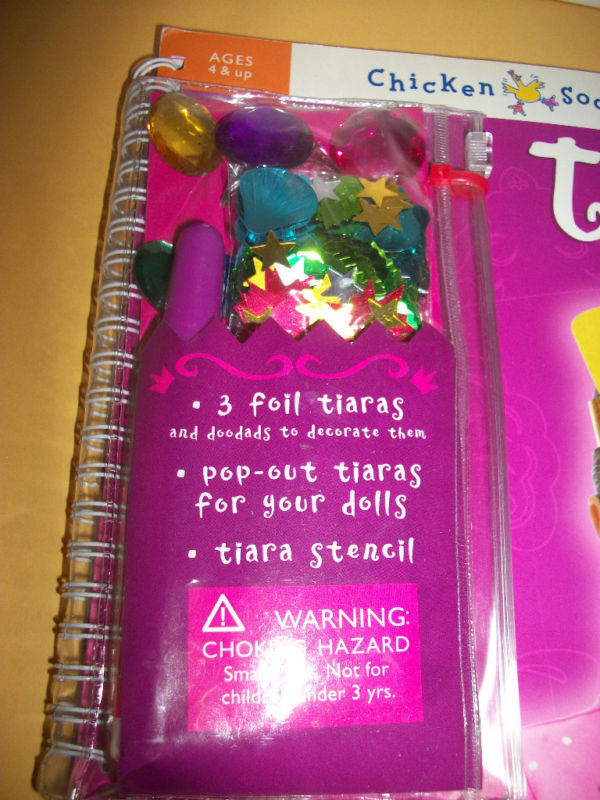 AGES
4 & up
Chicken Soc
t
• 3 foil tiaras
and doodads to decorate them
• pop-out tiaras
for your dolls
• tiara stencil
WARNING:
HAZARD
Not for
under 3 yrs.